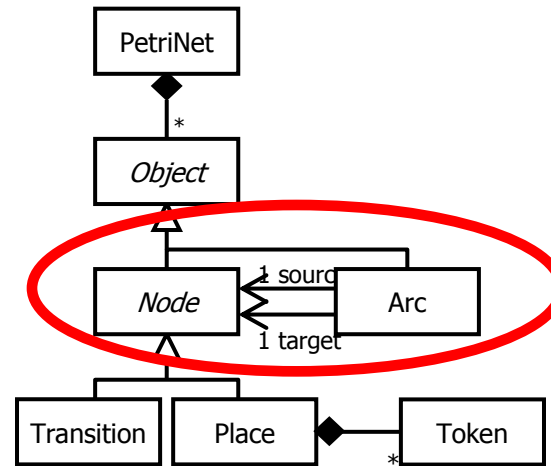 PetriNet
*
Object
1 sourc
Node
Arc
1 target
Transition
Place
Token
*